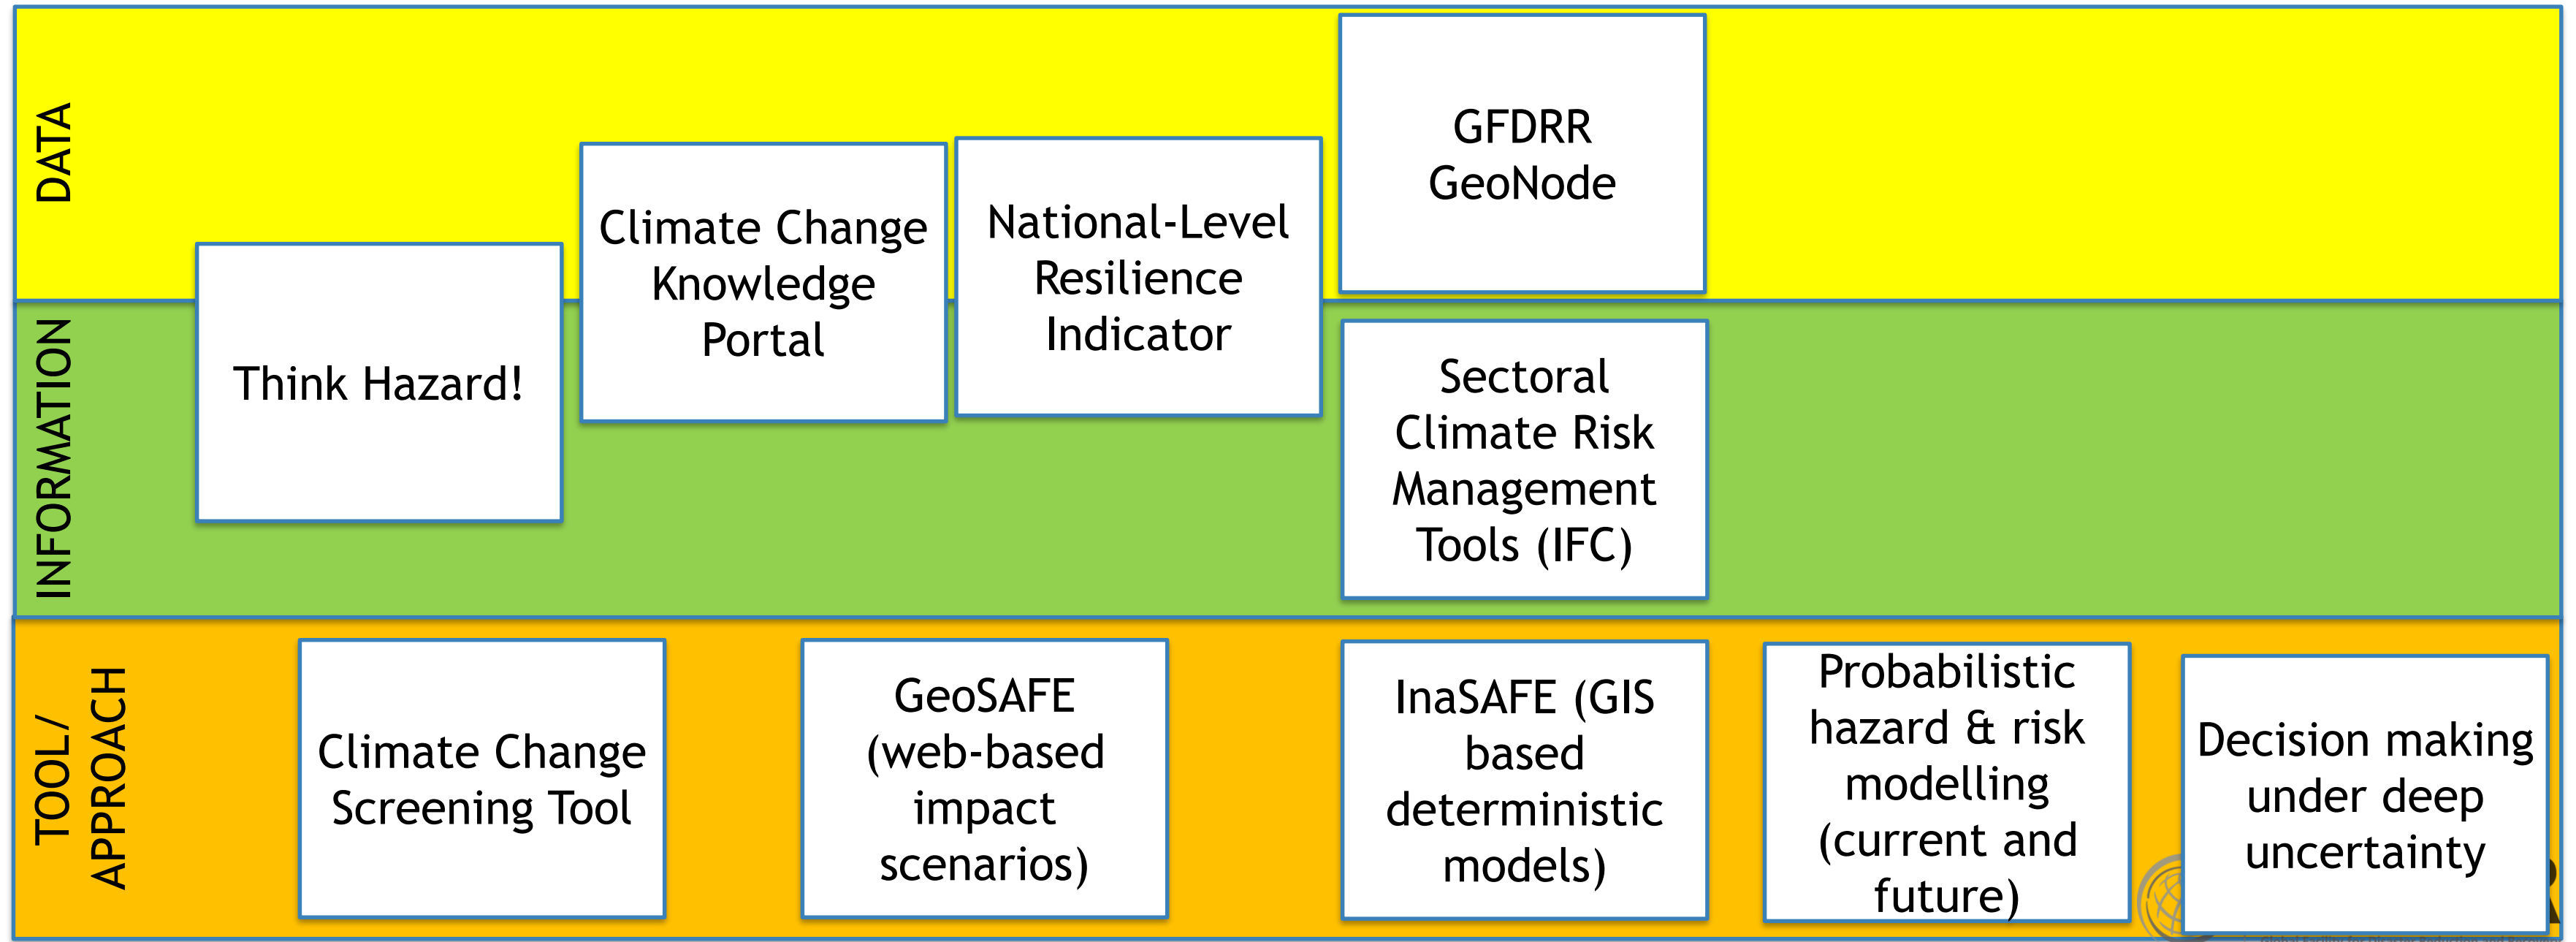 DATA
GFDRR
GeoNode
Climate Change
Knowledge
Portal
National-Level
Resilience
Indicator
INFORMATION
Think Hazard!
Sectoral
Climate Risk
Management
Tools (IFC)
TOOL/
APPROACH
Climate Change
Screening Tool
GeoSAFE
(web-based
impact
scenarios)
InaSAFE (GIS
based
deterministic
models)
Probabilistic
hazard & risk
modelling
(current and
future)
Decision making
under deep
uncertainty